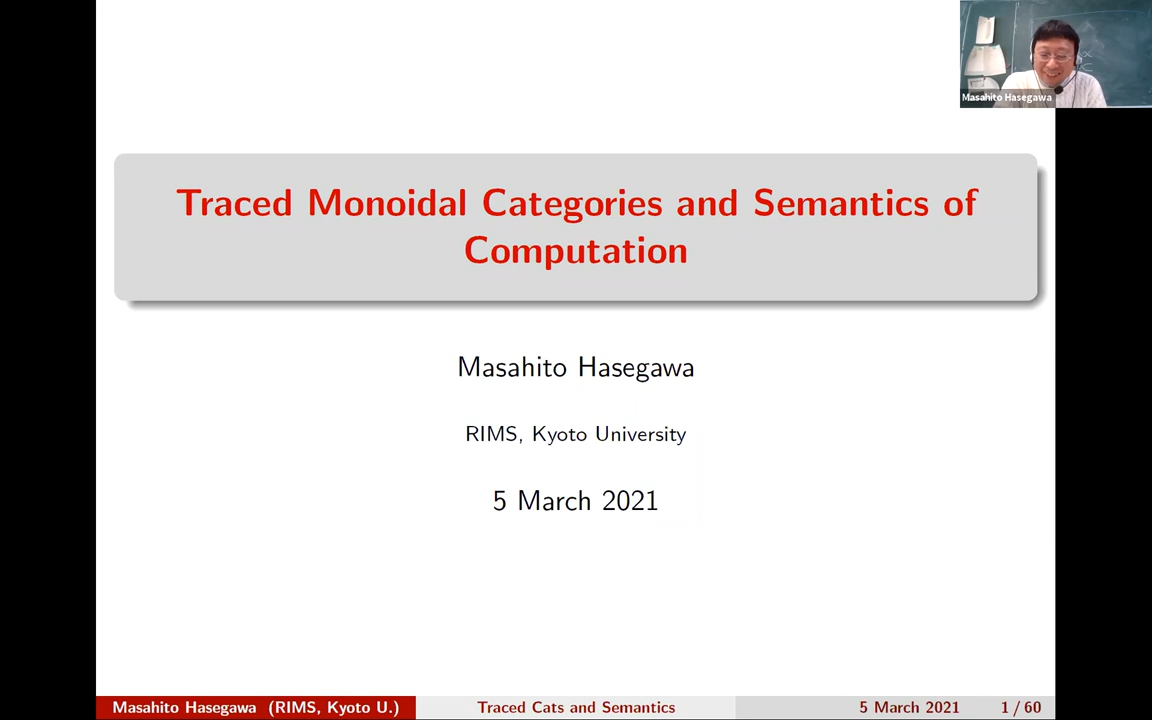 Masahito Hasegawa
Traced Monoidal Categories and Semantics of
Computation
Masahito Hasegawa
RIMS, Kyoto University
5 March 2021
Masahito Hasegawa (RIMS, Kyoto U.)
Traced Cats and Semantics
5 March 2021
1 / 60